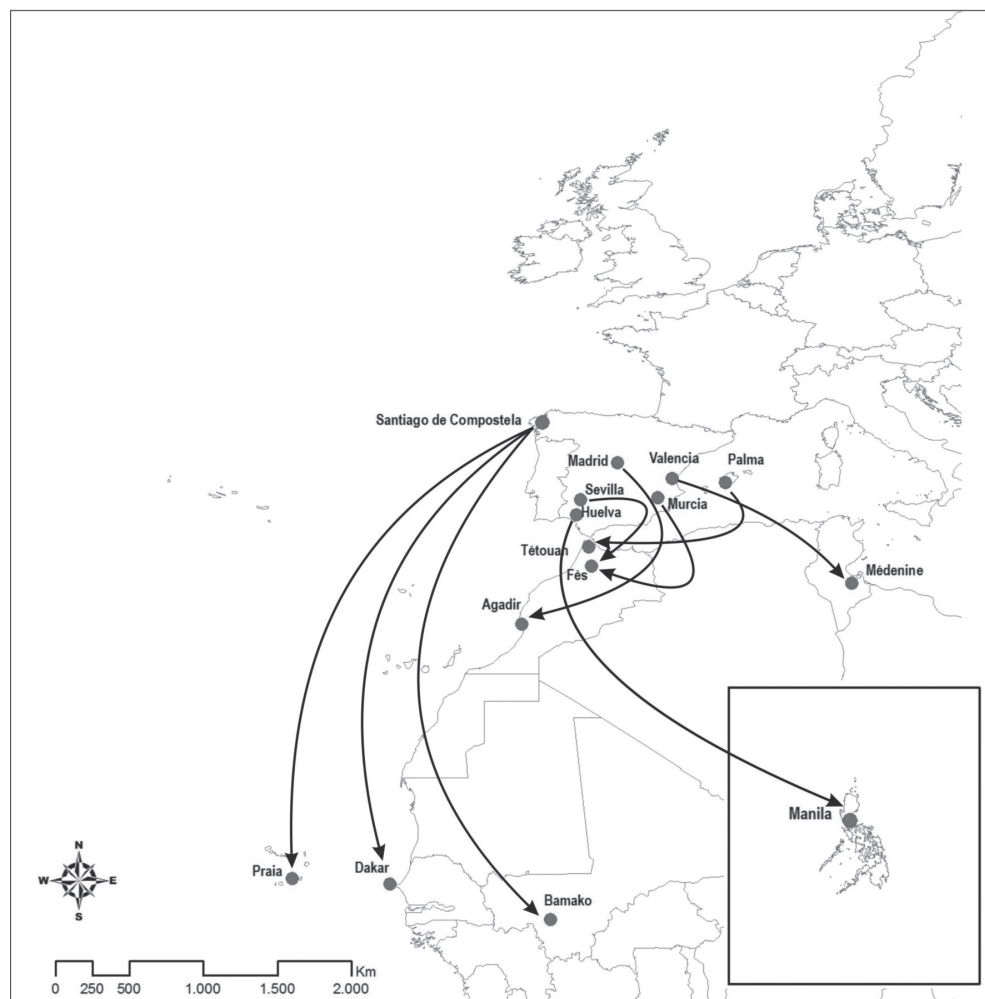 Santiago de Compostela
Madrid
Valencia
Palma
Sevilla
Murcia
Huelva
Tétouan
Fès
Médenine
Agadir
Manila
N
W E
S
Praia
Dakar
Bamako
Km
0 250 500 1.000 1.500 2.000